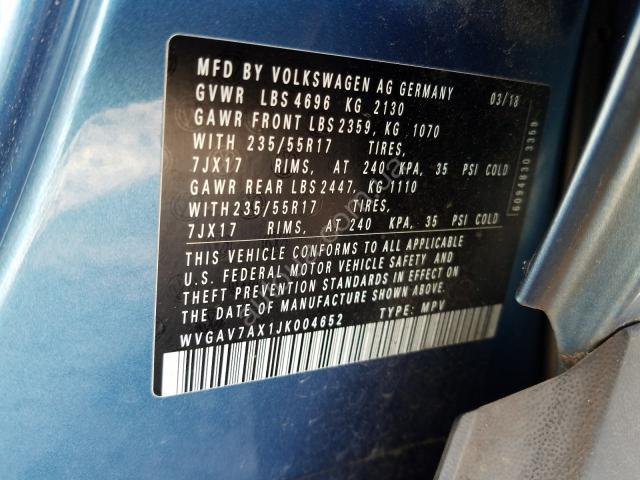 MFD BY VOLKSWAGEN AG GERMANY 03/18
GVWR LBS 4696 KG 2130
GAWR FRONT LBS 2359, KG 1070
WITH 235/55R17 TIRES,
7JX17 RIMS, AT 240 KPA, 35 PSI COLD
GAWR REAR LBS 2447, KG 1110
WITH 235/55R17 TIRES,
7JX17 RIMS, AT 240 KPA, 35 PSI COLD
THIS VEHICLE CONFORMS TO ALL APPLICABLE
U.S. FEDERAL MOTOR VEHICLE SAFETY AND
THEFT PREVENTION STANDARDS IN EFFECT ON
THE DATE OF MANUFACTURE SHOWN ABOVE.
WVGAV7AX1JK004652 TYPE: MPV
6094830 3359